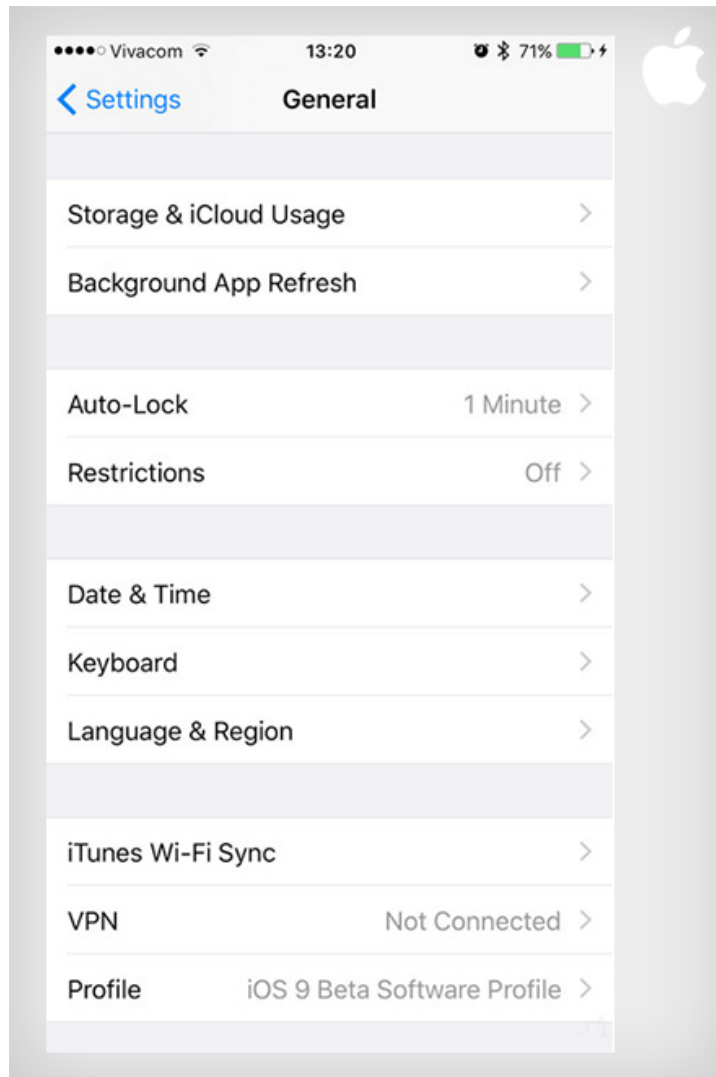 Vivacom 13:20 71%
Settings General
Storage & iCloud Usage
Background App Refresh
Auto-Lock 1 Minute
Restrictions Off
Date & Time
Keyboard
Language & Region
iTunes Wi-Fi Sync
VPN Not Connected
Profile iOS 9 Beta Software Profile